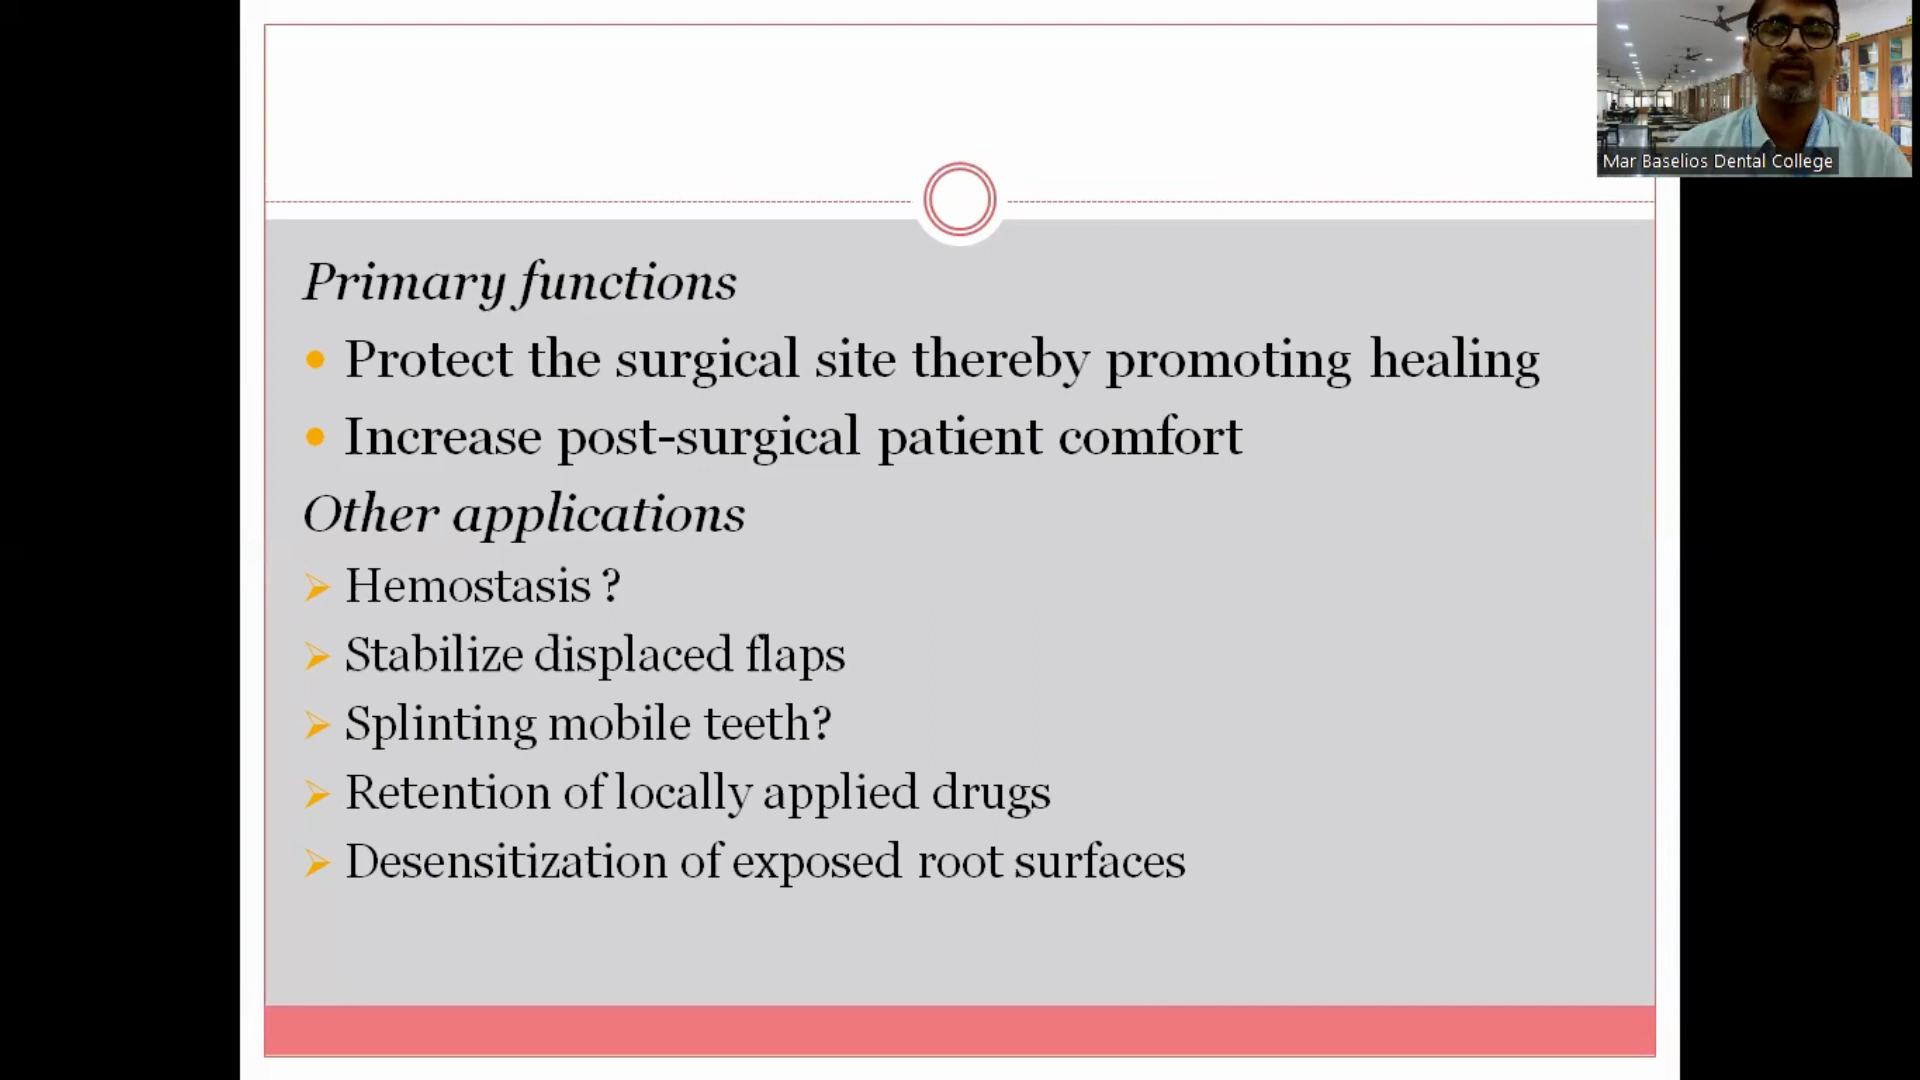 Mar Baselios Dental College
Primary functions
• Protect the surgical site thereby promoting healing
• Increase post-surgical patient comfort
Other applications
➢ Hemostasis ?
➢ Stabilize displaced flaps
➢ Splinting mobile teeth?
➢ Retention of locally applied drugs
➢ Desensitization of exposed root surfaces